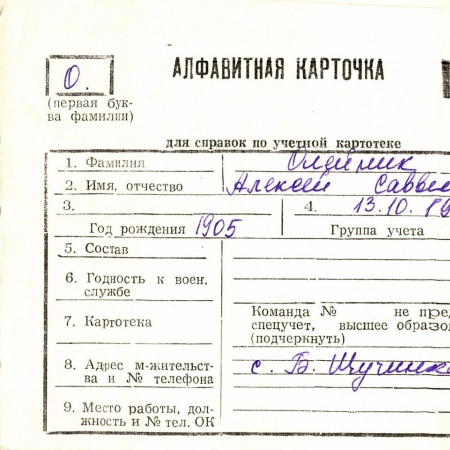 О.
АЛФАВИТНАЯ КАРТОЧКА
(первая бук-
ва фамилии)
для справок по учетной картотеке
1. Фамилия Олейник
2. Имя, отчество Алексей Савве
3. 4. 13.10.
Год рождения 1905 Группа учета
5. Состав
6. Годность к воен.
службе
Команда № не пред
7. Картотека спецучет, высшее образо
(подчеркнуть)
8. Адрес м-жительст- с. Б. Щучинка
ва и № телефона
9. Место работы, дол-
жность и № тел. ОК